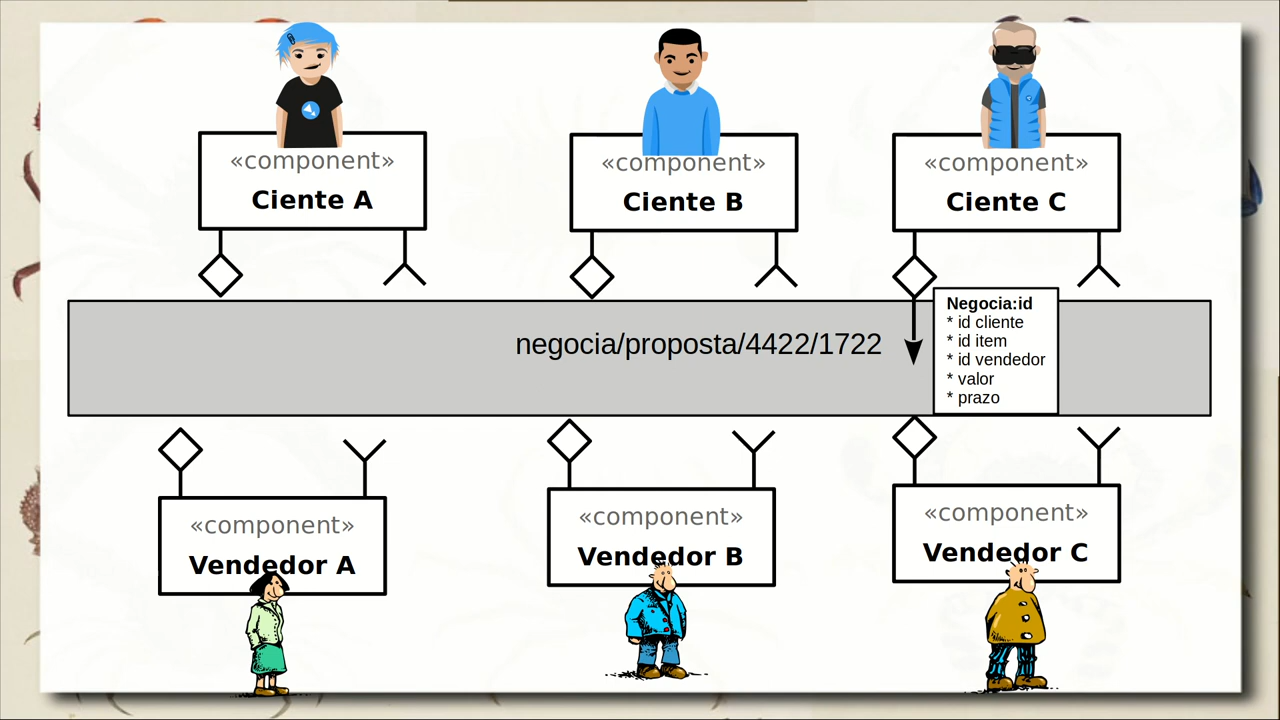 «component»
Ciente A
«component»
Ciente B
«component»
Ciente C
negocia/proposta/4422/1722
Negocia:id
* id cliente
* id item
* id vendedor
* valor
* prazo
«component»
Vendedor A
«component»
Vendedor B
«component»
Vendedor C